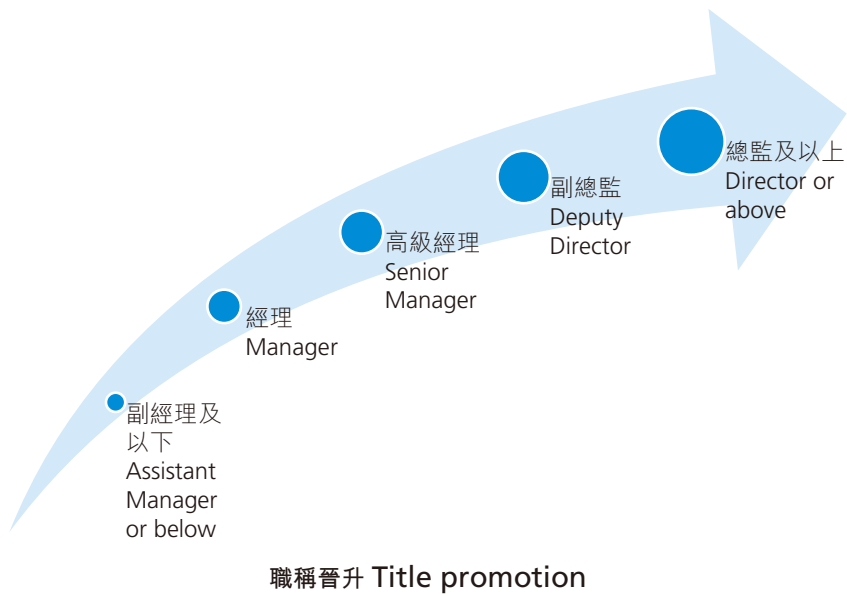 副經理及
以下
Assistant
Manager
or below
經理
Manager
高級經理
Senior
Manager
副總監
Deputy
Director
總監及以上
Director or
above
職稱晉升 Title promotion